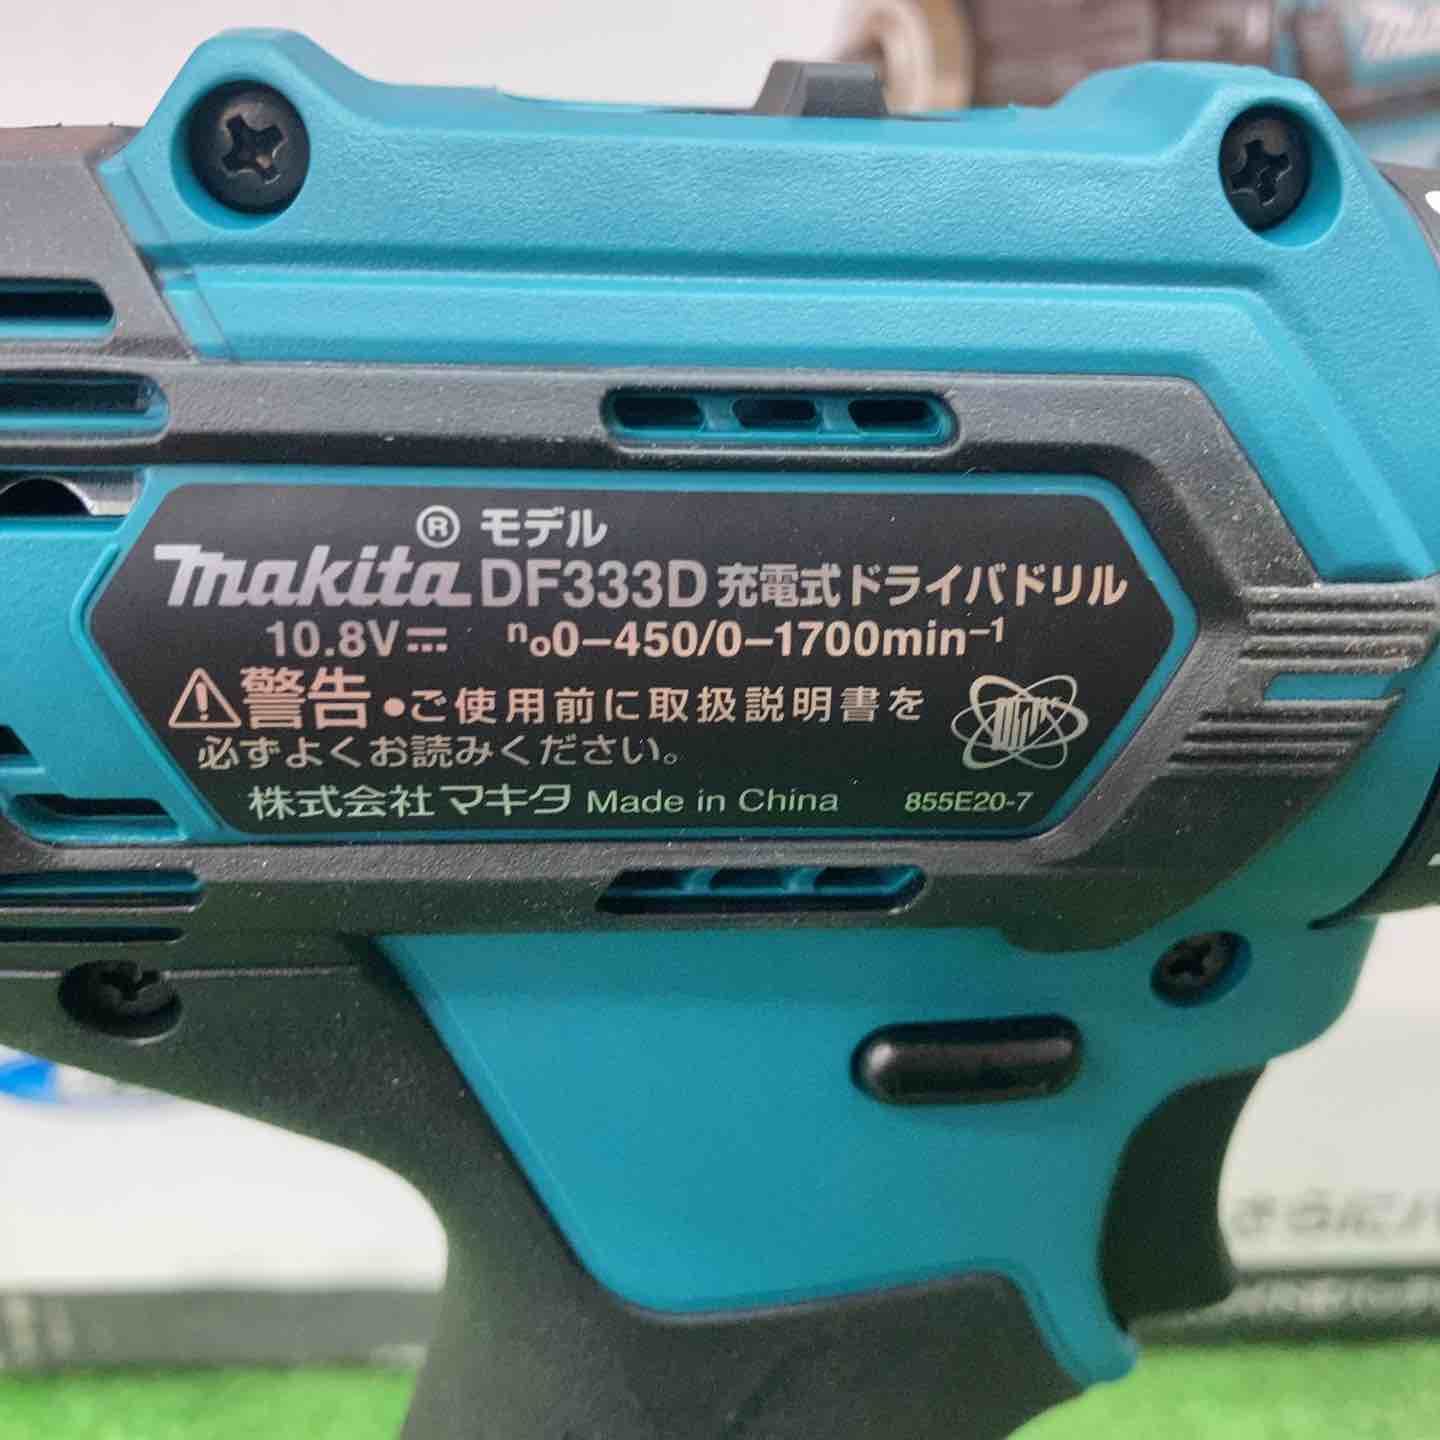 makita® モデル
DF333D 充電式ドライバドリル
10.8V⎓ n₀0−450/0−1700min⁻¹
⚠警告 ●ご使用前に取扱説明書を
必ずよくお読みください。
株式会社マキタ Made in China 855E20-7